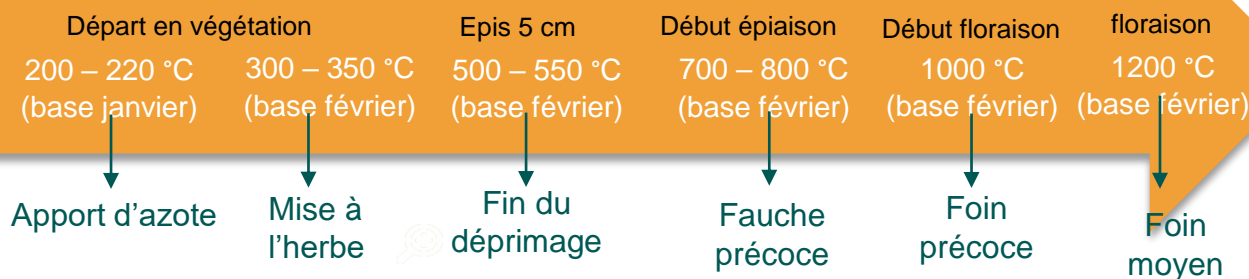 Départ en végétation
Epis 5 cm
Début épiaison
Début floraison
floraison
200 – 220 °C
(base janvier)
300 – 350 °C
(base février)
500 – 550 °C
(base février)
700 – 800 °C
(base février)
1000 °C
(base février)
1200 °C
(base février)
Apport d’azote
Mise à
l’herbe
Fin du
déprimage
Fauche
précoce
Foin
précoce
Foin
moyen